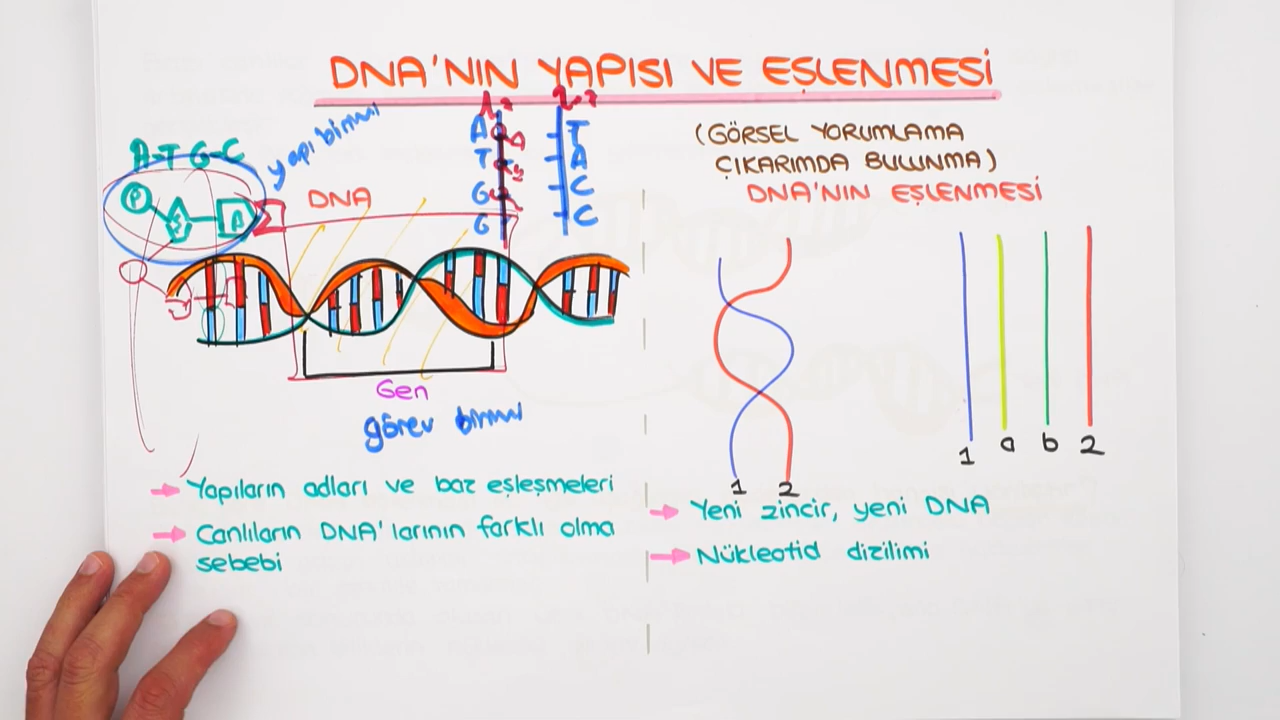 DNA'NIN YAPISI VE EŞLENMESİ
A-T G-C
yapı birimi
P
Ş
A
DNA
A T
T A
G C
G C
Gen
görev birimi
→ Yapıların adları ve baz eşleşmeleri
→ Canlıların DNA'larının farklı olma
sebebi
(GÖRSEL YORUMLAMA
ÇIKARIMDA BULUNMA)
DNA'NIN EŞLENMESİ
1 2
1 a b 2
→ Yeni zincir, yeni DNA
→ Nükleotid dizilimi